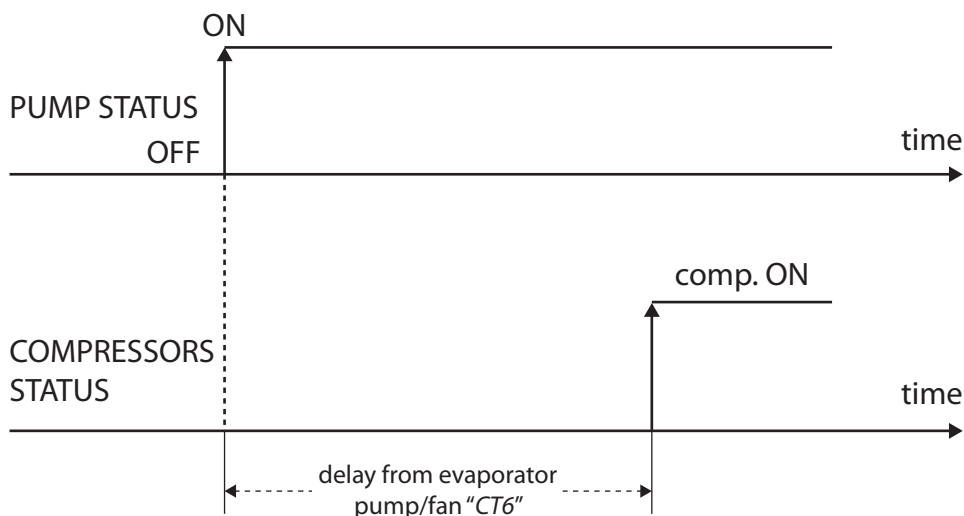 ON
PUMP STATUS
OFF
time
comp. ON
COMPRESSORS
STATUS
time
delay from evaporator
pump/fan “CT6”